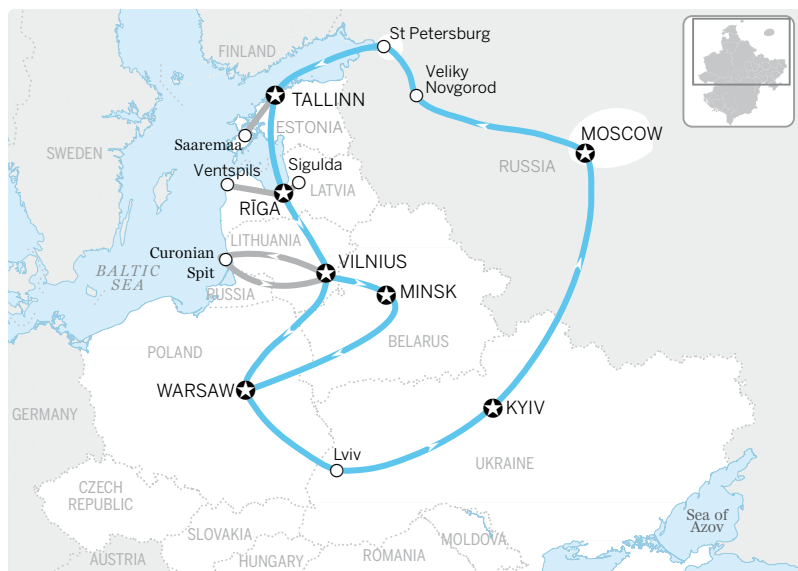 St Petersburg
FINLAND
Veliky
Novgorod
TALLINN
ESTONIA
MOSCOW
Saaremaa
SWEDEN
Ventspils
Sigulda
RUSSIA
LATVIA
RĪGA
LITHUANIA
Curonian
Spit
VILNIUS
BALTIC
SEA
RUSSIA
MINSK
BELARUS
POLAND
WARSAW
KYIV
GERMANY
Lviv
UKRAINE
CZECH
REPUBLIC
Sea of
Azov
SLOVAKIA
MOLDOVA
AUSTRIA
HUNGARY
ROMANIA